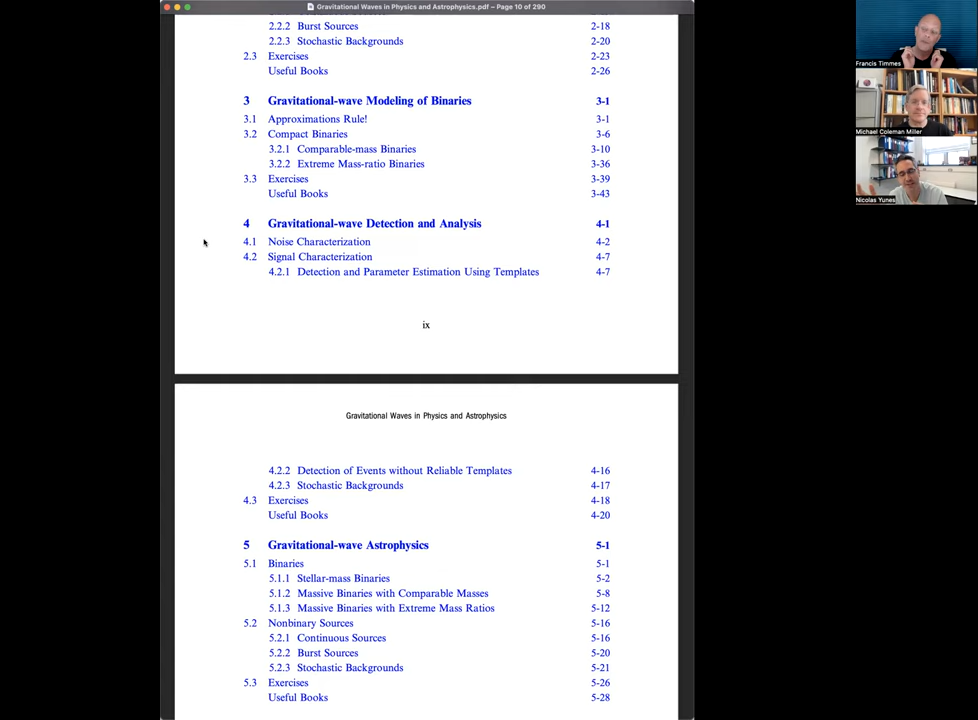 Gravitational Waves in Physics and Astrophysics.pdf – Page 10 of 290
2.2.2 Burst Sources 2-18
2.2.3 Stochastic Backgrounds 2-20
2.3 Exercises 2-23
Useful Books 2-26
3 Gravitational-wave Modeling of Binaries 3-1
3.1 Approximations Rule! 3-1
3.2 Compact Binaries 3-6
3.2.1 Comparable-mass Binaries 3-10
3.2.2 Extreme Mass-ratio Binaries 3-36
3.3 Exercises 3-39
Useful Books 3-43
4 Gravitational-wave Detection and Analysis 4-1
4.1 Noise Characterization 4-2
4.2 Signal Characterization 4-7
4.2.1 Detection and Parameter Estimation Using Templates 4-7
ix
Gravitational Waves in Physics and Astrophysics
4.2.2 Detection of Events without Reliable Templates 4-16
4.2.3 Stochastic Backgrounds 4-17
4.3 Exercises 4-18
Useful Books 4-20
5 Gravitational-wave Astrophysics 5-1
5.1 Binaries 5-1
5.1.1 Stellar-mass Binaries 5-2
5.1.2 Massive Binaries with Comparable Masses 5-8
5.1.3 Massive Binaries with Extreme Mass Ratios 5-12
5.2 Nonbinary Sources 5-16
5.2.1 Continuous Sources 5-16
5.2.2 Burst Sources 5-20
5.2.3 Stochastic Backgrounds 5-21
5.3 Exercises 5-26
Useful Books 5-28
Francis Timmes
Michael Coleman Miller
Nicolas Yunes